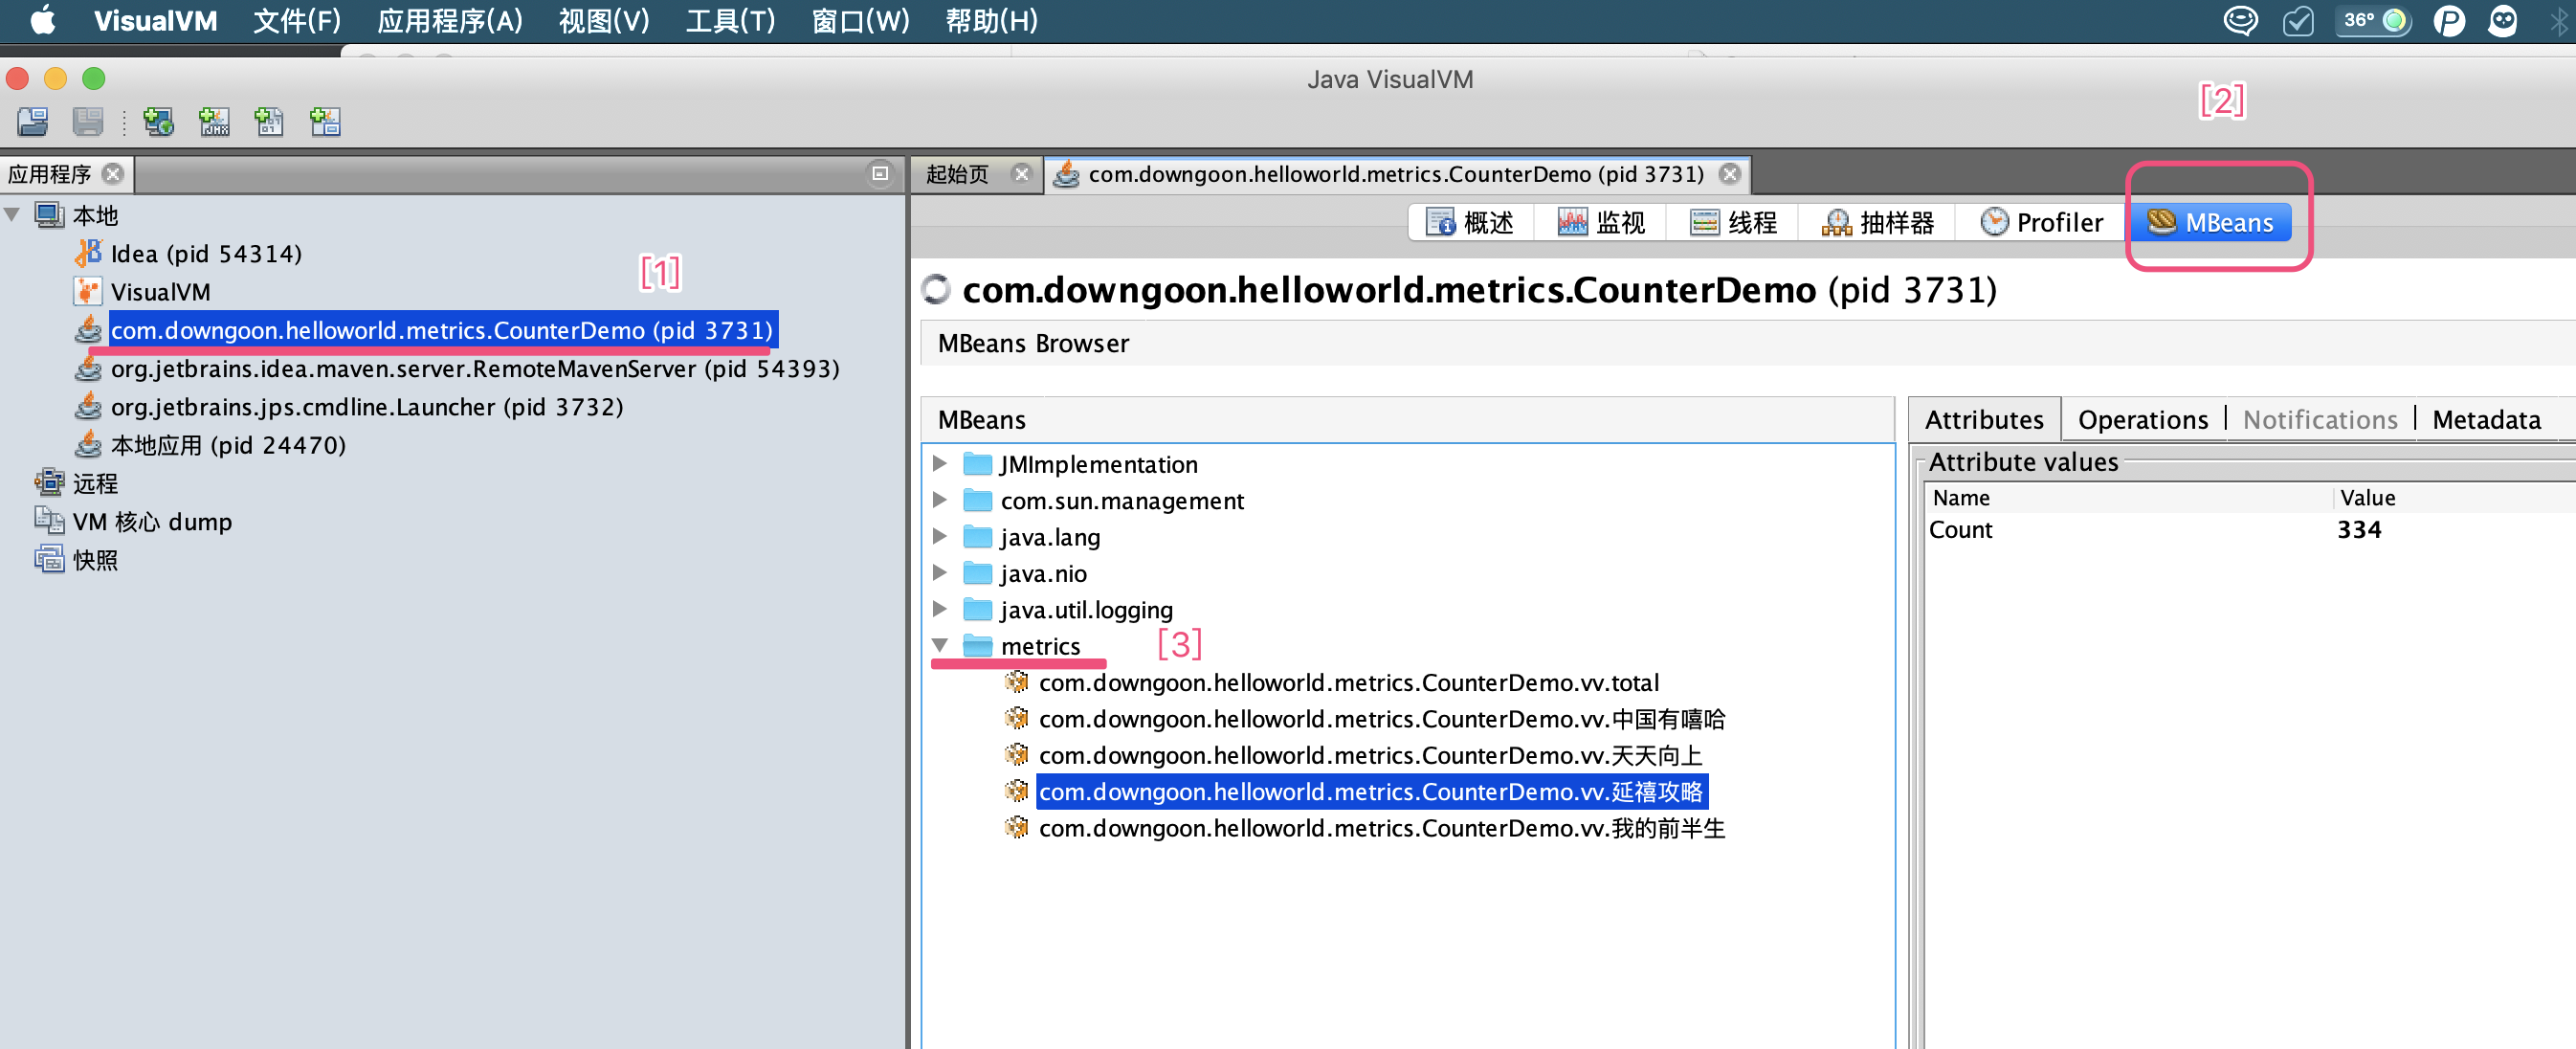 VisualVM 文件(F) 应用程序(A) 视图(V) 工具(T) 窗口(W) 帮助(H) 36°
Java VisualVM
[2]
应用程序
起始页 com.downgoon.helloworld.metrics.CounterDemo (pid 3731)
本地
Idea (pid 54314)
[1]
VisualVM
com.downgoon.helloworld.metrics.CounterDemo (pid 3731)
org.jetbrains.idea.maven.server.RemoteMavenServer (pid 54393)
org.jetbrains.jps.cmdline.Launcher (pid 3732)
本地应用 (pid 24470)
远程
VM 核心 dump
快照
概述 监视 线程 抽样器 Profiler MBeans
com.downgoon.helloworld.metrics.CounterDemo (pid 3731)
MBeans Browser
MBeans
JMImplementation
com.sun.management
java.lang
java.nio
java.util.logging
metrics [3]
com.downgoon.helloworld.metrics.CounterDemo.vv.total
com.downgoon.helloworld.metrics.CounterDemo.vv.中国有嘻哈
com.downgoon.helloworld.metrics.CounterDemo.vv.天天向上
com.downgoon.helloworld.metrics.CounterDemo.vv.延禧攻略
com.downgoon.helloworld.metrics.CounterDemo.vv.我的前半生
Attributes Operations Notifications Metadata
Attribute values
Name Value
Count 334